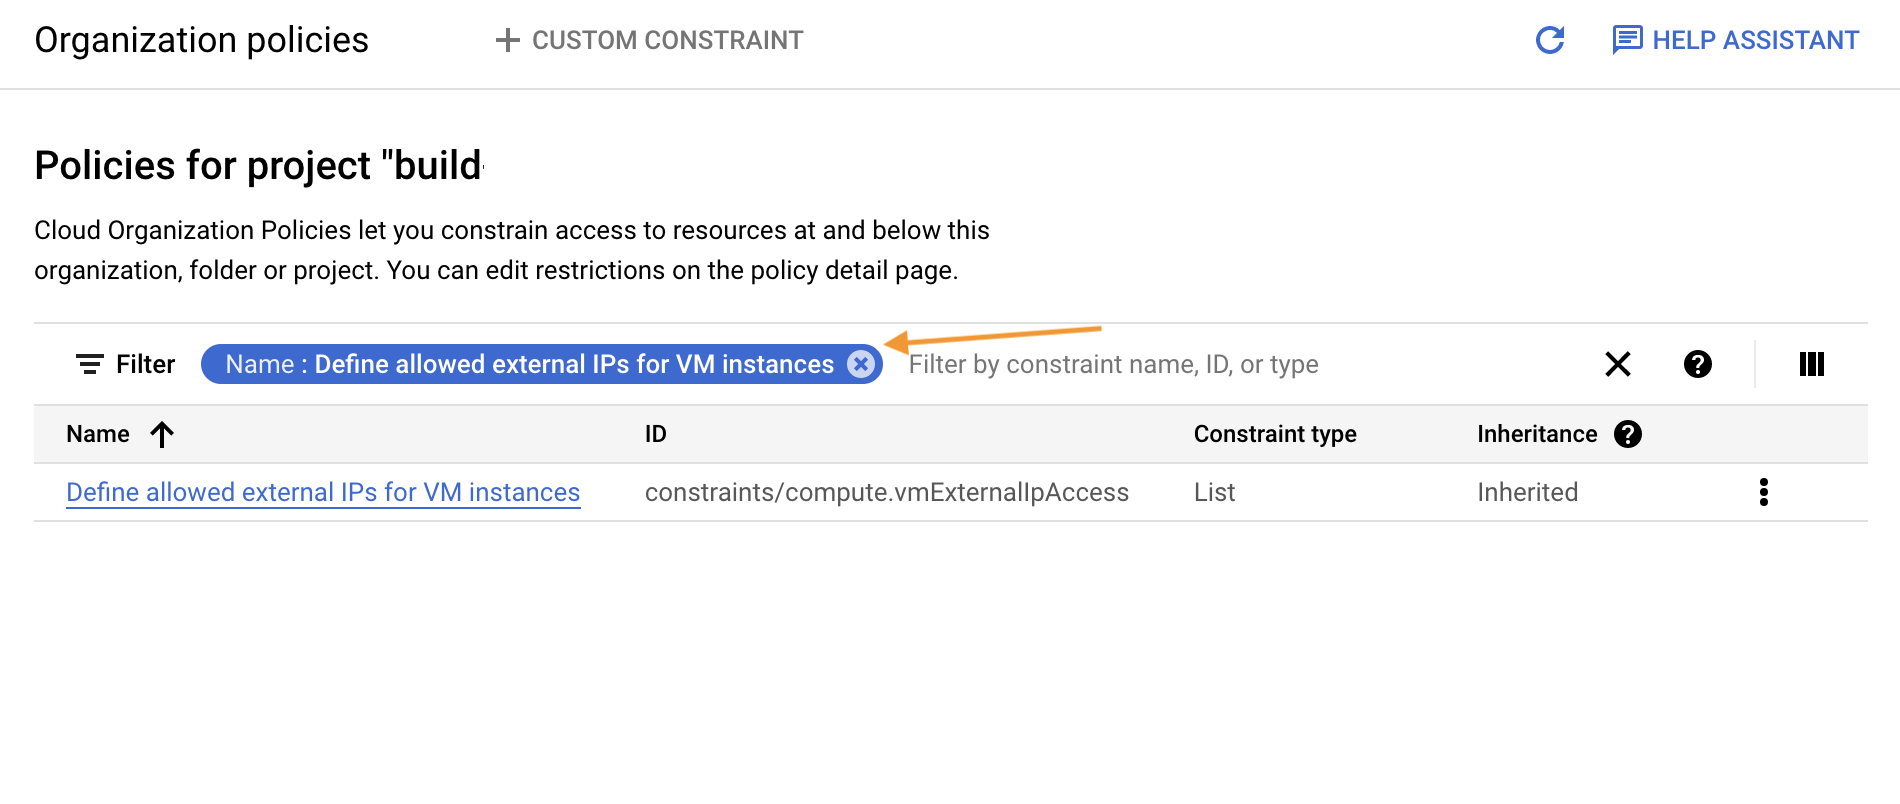 Organization policies
+ CUSTOM CONSTRAINT
HELP ASSISTANT
Policies for project "build
Cloud Organization Policies let you constrain access to resources at and below this
organization, folder or project. You can edit restrictions on the policy detail page.
Filter
Name : Define allowed external IPs for VM instances
Filter by constraint name, ID, or type
Name
ID
Constraint type
Inheritance
Define allowed external IPs for VM instances
constraints/compute.vmExternalIpAccess
List
Inherited